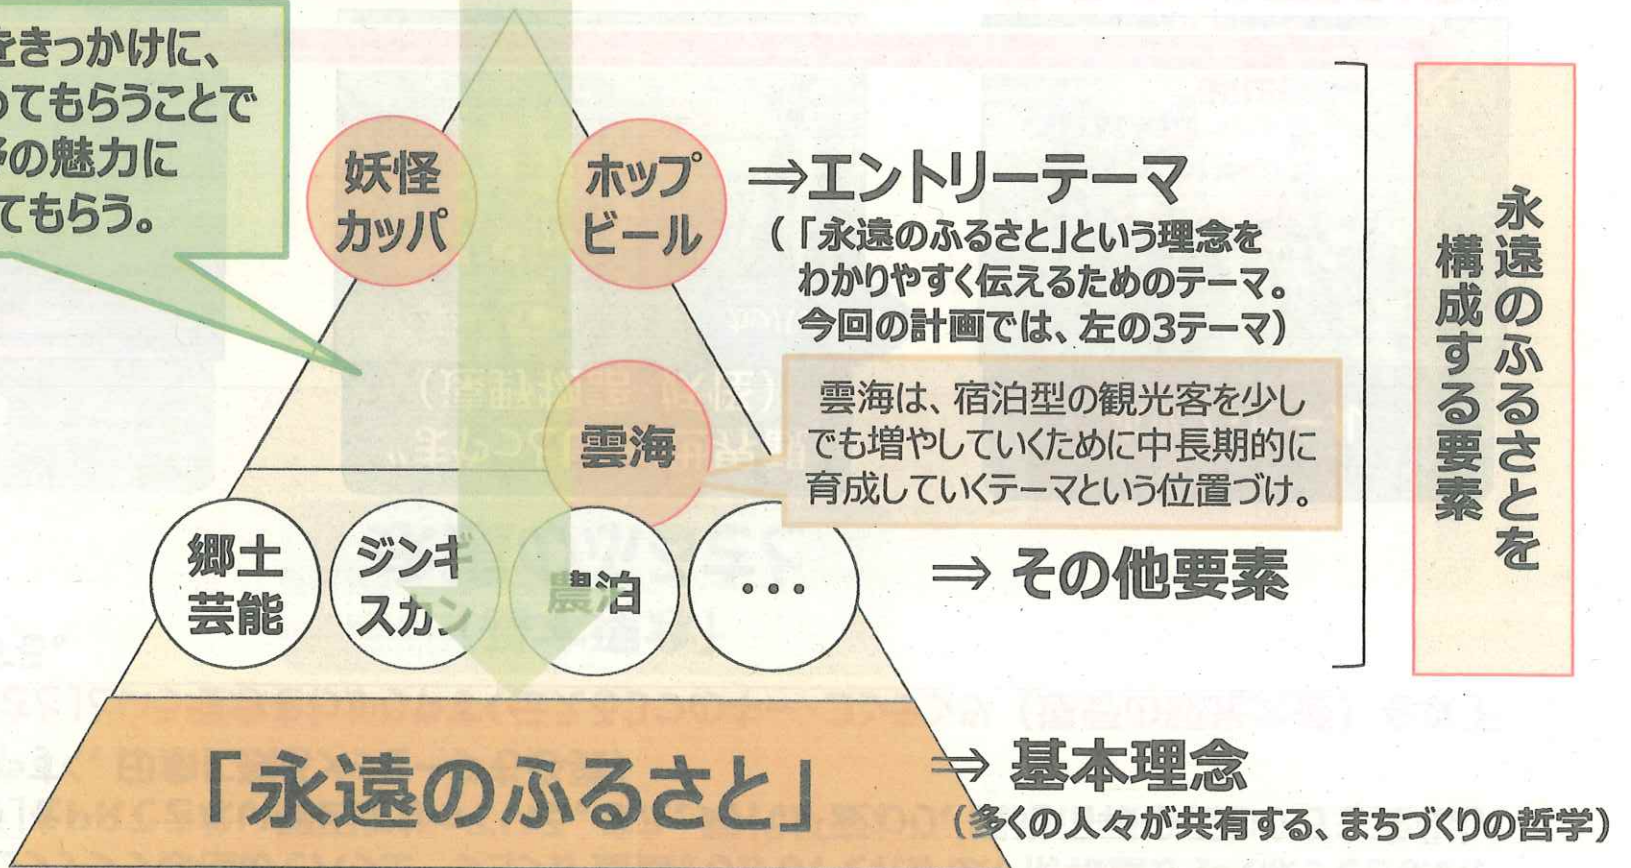 をきっかけに、
ってもらうことで
の魅力に
てもらう。
妖怪
カッパ
ホップ
ビール
⇒エントリーテーマ
（「永遠のふるさと」という理念を
わかりやすく伝えるためのテーマ。
今回の計画では、左の3テーマ）
雲海
雲海は、宿泊型の観光客を少し
でも増やしていくために中長期的に
育成していくテーマという位置づけ。
郷土
芸能
ジンギ
スカン
農泊
・・・
⇒ その他要素
「永遠のふるさと」
⇒ 基本理念
（多くの人々が共有する、まちづくりの哲学）
永遠のふるさとを
構成する要素